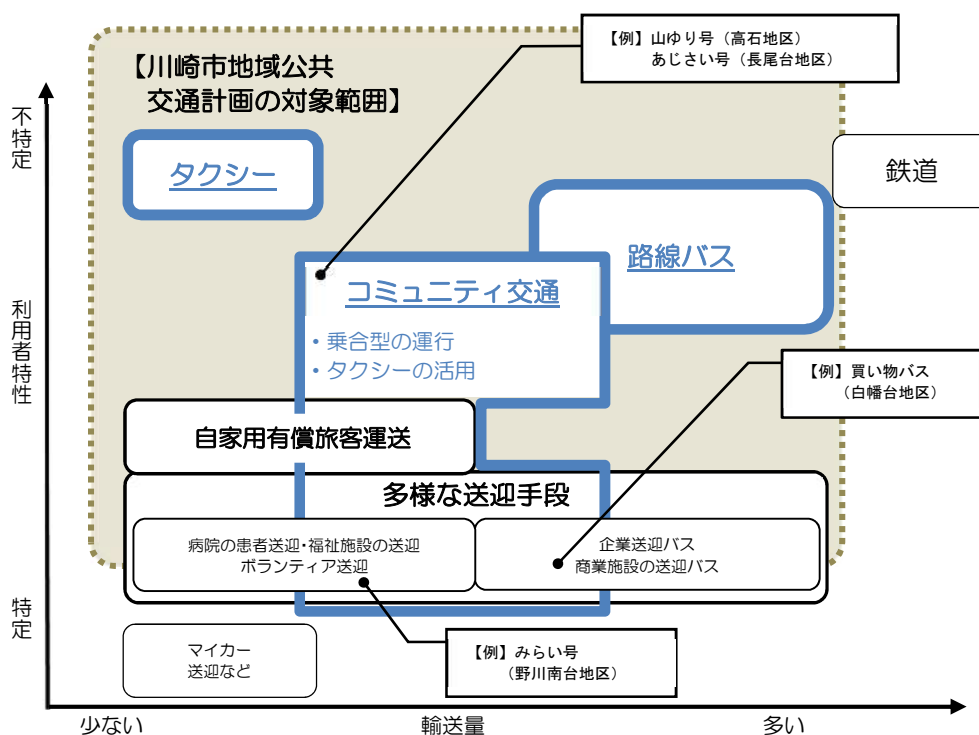 【例】山ゆり号（高石地区）
あじさい号（長尾台地区）
【川崎市地域公共
交通計画の対象範囲】
不特定
タクシー
鉄道
路線バス
コミュニティ交通
・乗合型の運行
・タクシーの活用
利用者特性
【例】買い物バス
（白幡台地区）
自家用有償旅客運送
多様な送迎手段
病院の患者送迎・福祉施設の送迎
ボランティア送迎
企業送迎バス
商業施設の送迎バス
特定
マイカー
送迎など
【例】みらい号
（野川南台地区）
少ない
輸送量
多い